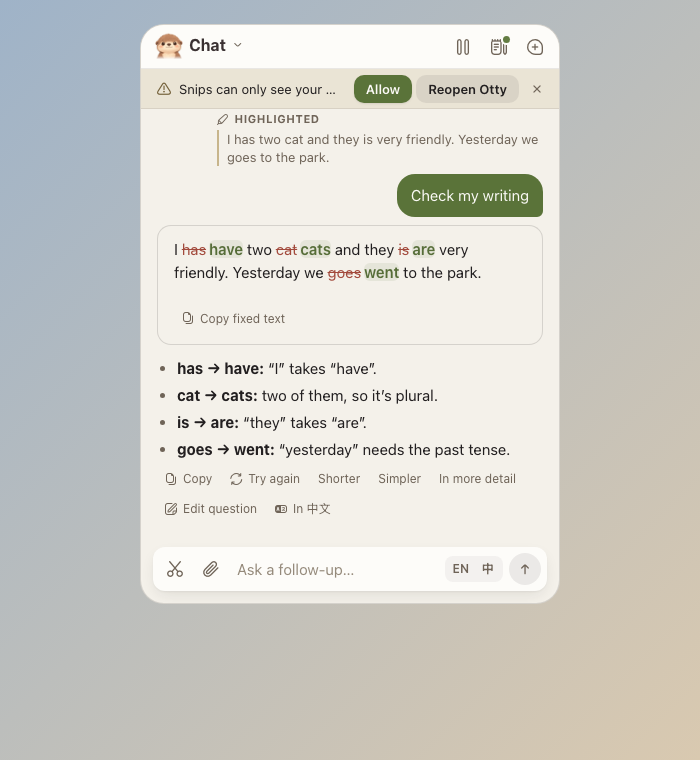 Chat
Snips can only see your ...
Allow
Reopen Otty
HIGHLIGHTED
I has two cat and they is very friendly. Yesterday we
goes to the park.
Check my writing
I has have two cat cats and they is are very
friendly. Yesterday we goes went to the park.
Copy fixed text
has → have: “I” takes “have”.
cat → cats: two of them, so it’s plural.
is → are: “they” takes “are”.
goes → went: “yesterday” needs the past tense.
Copy Try again Shorter Simpler In more detail
Edit question In 中文
Ask a follow-up... EN 中